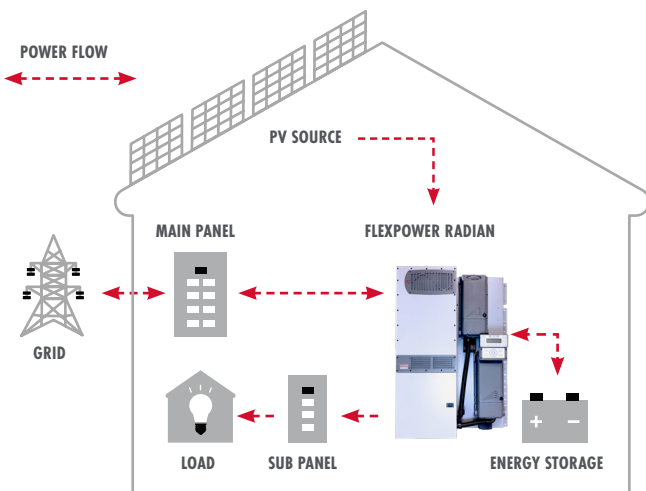 POWER FLOW
PV SOURCE
MAIN PANEL
FLEXPOWER RADIAN
GRID
+ −
LOAD
SUB PANEL
ENERGY STORAGE